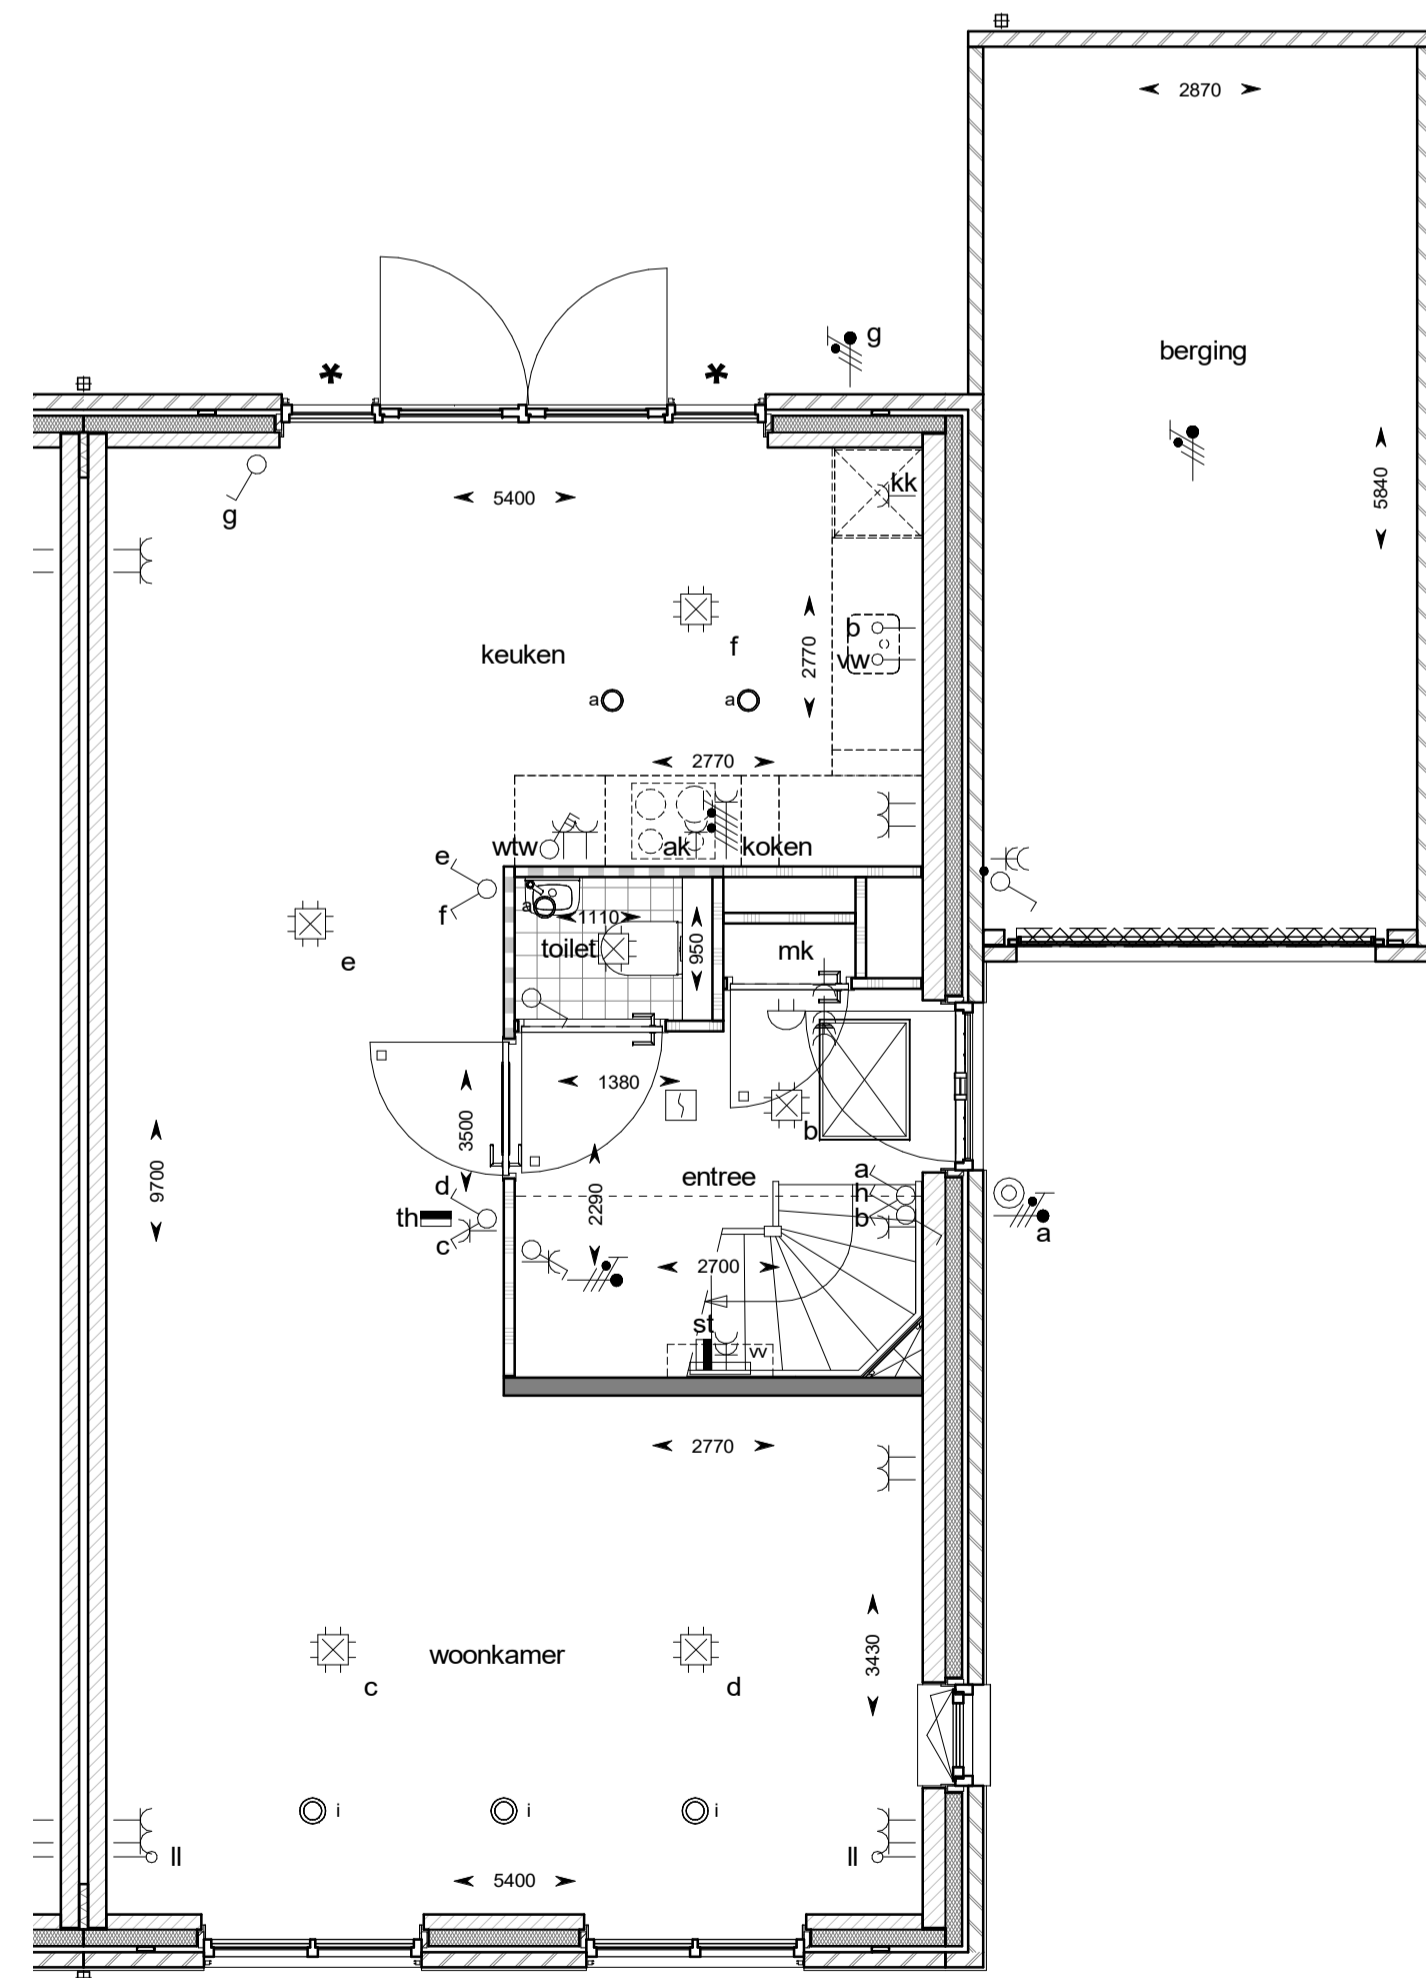 2870
g
berging
*
*
5840
kk
5400
g
f
b
keuken
2770
vw
a
a
2770
wtw
ak
koken
e
f
a
1110
toilet
950
mk
e
1380
3500
b
9700
entree
a
d
h
2290
th
b
c
a
2700
st
vv
2770
3430
woonkamer
c
d
i
i
i
ll
ll
5400